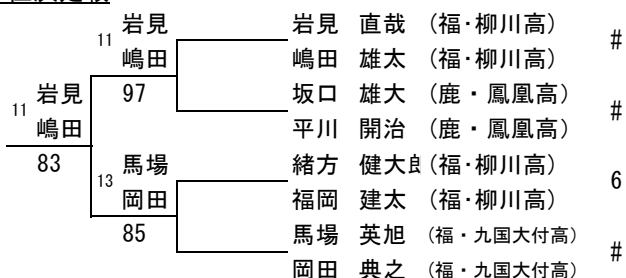 岩見 直哉 (福・柳川高)
嶋田 雄太 (福・柳川高)
#
坂口 雄大 (鹿・鳳凰高)
平川 開治 (鹿・鳳凰高)
#
緒方 健大 (福・柳川高)
福岡 建太 (福・柳川高)
6
馬場 英旭 (福・九国大付高)
岡田 典之 (福・九国大付高)
#
11 岩見
嶋田
97
13 馬場
岡田
85
11 岩見
嶋田
83